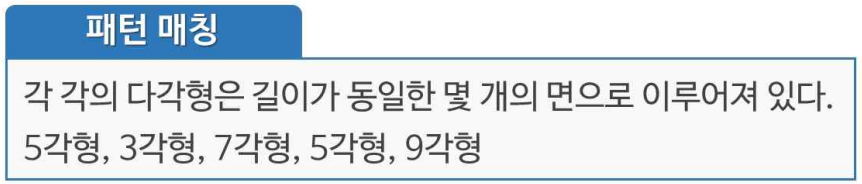 패턴 매칭
각 각의 다각형은 길이가 동일한 몇 개의 면으로 이루어져 있다.
5각형, 3각형, 7각형, 5각형, 9각형